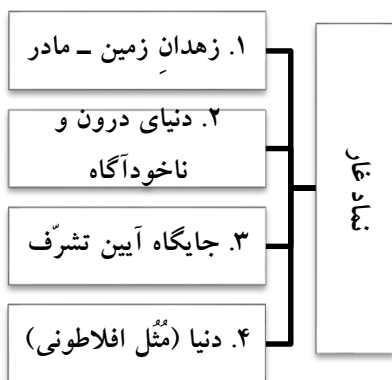 نماد غار
۱. زهدانِ زمین ـ مادر
۲. دنیای درون و
ناخودآگاه
۳. جایگاه آیین تشرّف
۴. دنیا (مُثُل افلاطونی)